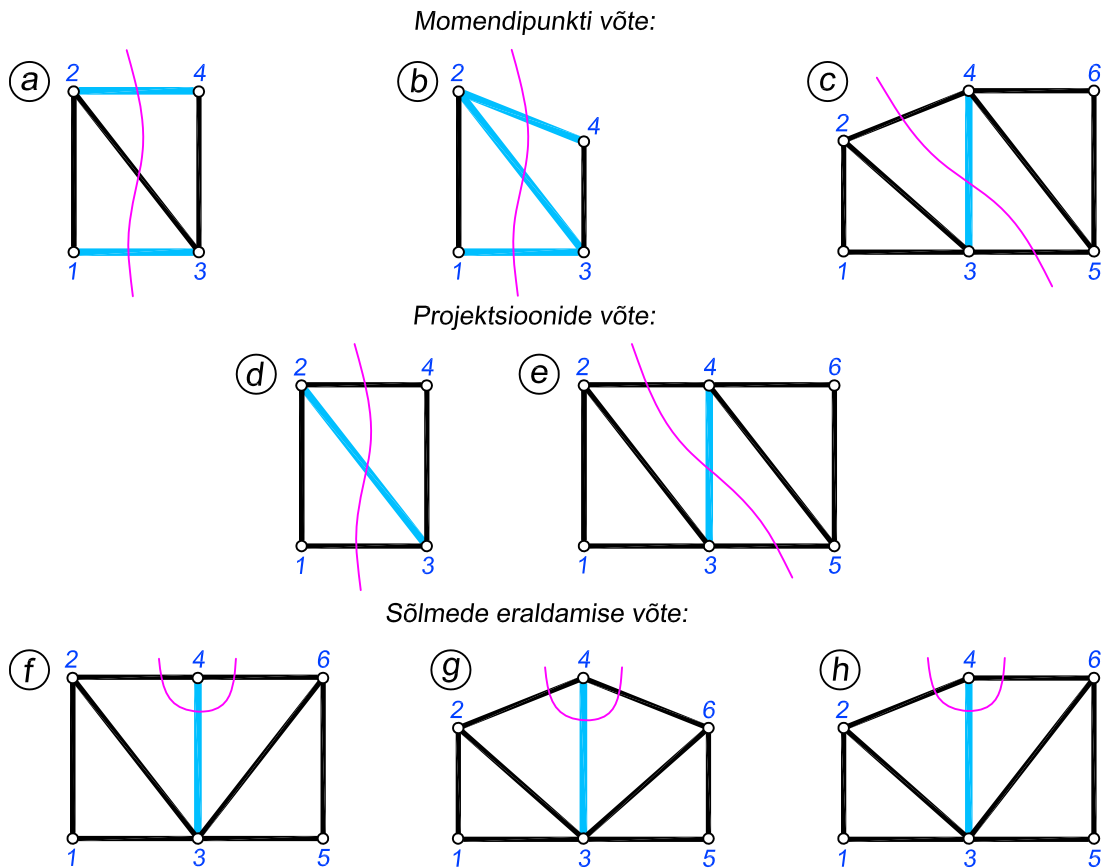 Momendipunkti võte:
a 2 4 b 2 4 c 4 6 2
1 3 1 3 1 3 5
Projektsioonide võte:
d 2 4 e 2 4 6
1 3 1 3 5
Sõlmede eraldamise võte:
f 2 4 6 g 4 2 6 h 4 6 2
1 3 5 1 3 5 1 3 5